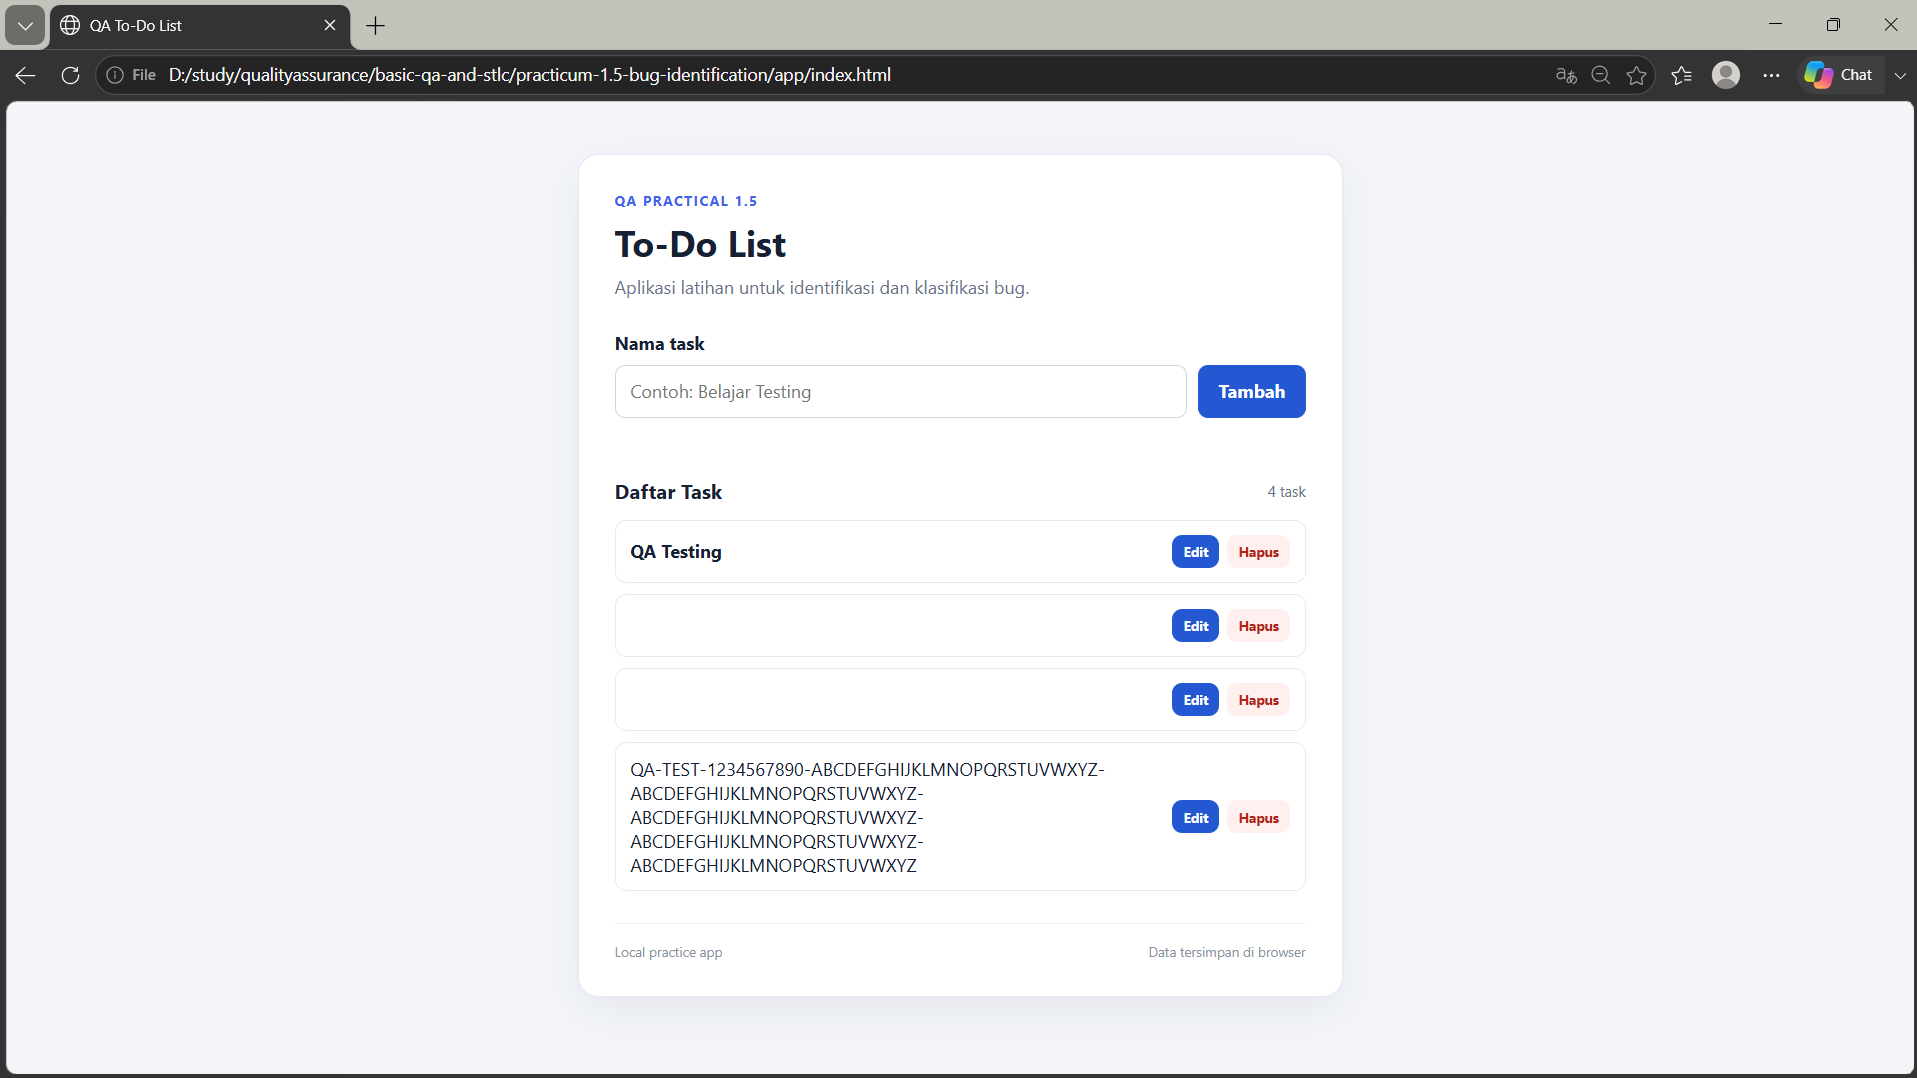 QA To-Do List
File D:/study/qualityassurance/basic-qa-and-stlc/practicum-1.5-bug-identification/app/index.html
Chat
QA PRACTICAL 1.5
To-Do List
Aplikasi latihan untuk identifikasi dan klasifikasi bug.
Nama task
Contoh: Belajar Testing
Tambah
Daftar Task
4 task
QA Testing
Edit
Hapus
Edit
Hapus
Edit
Hapus
QA-TEST-1234567890-ABCDEFGHIJKLMNOPQRSTUVWXYZ-
ABCDEFGHIJKLMNOPQRSTUVWXYZ-
ABCDEFGHIJKLMNOPQRSTUVWXYZ-
ABCDEFGHIJKLMNOPQRSTUVWXYZ-
ABCDEFGHIJKLMNOPQRSTUVWXYZ
Edit
Hapus
Local practice app
Data tersimpan di browser